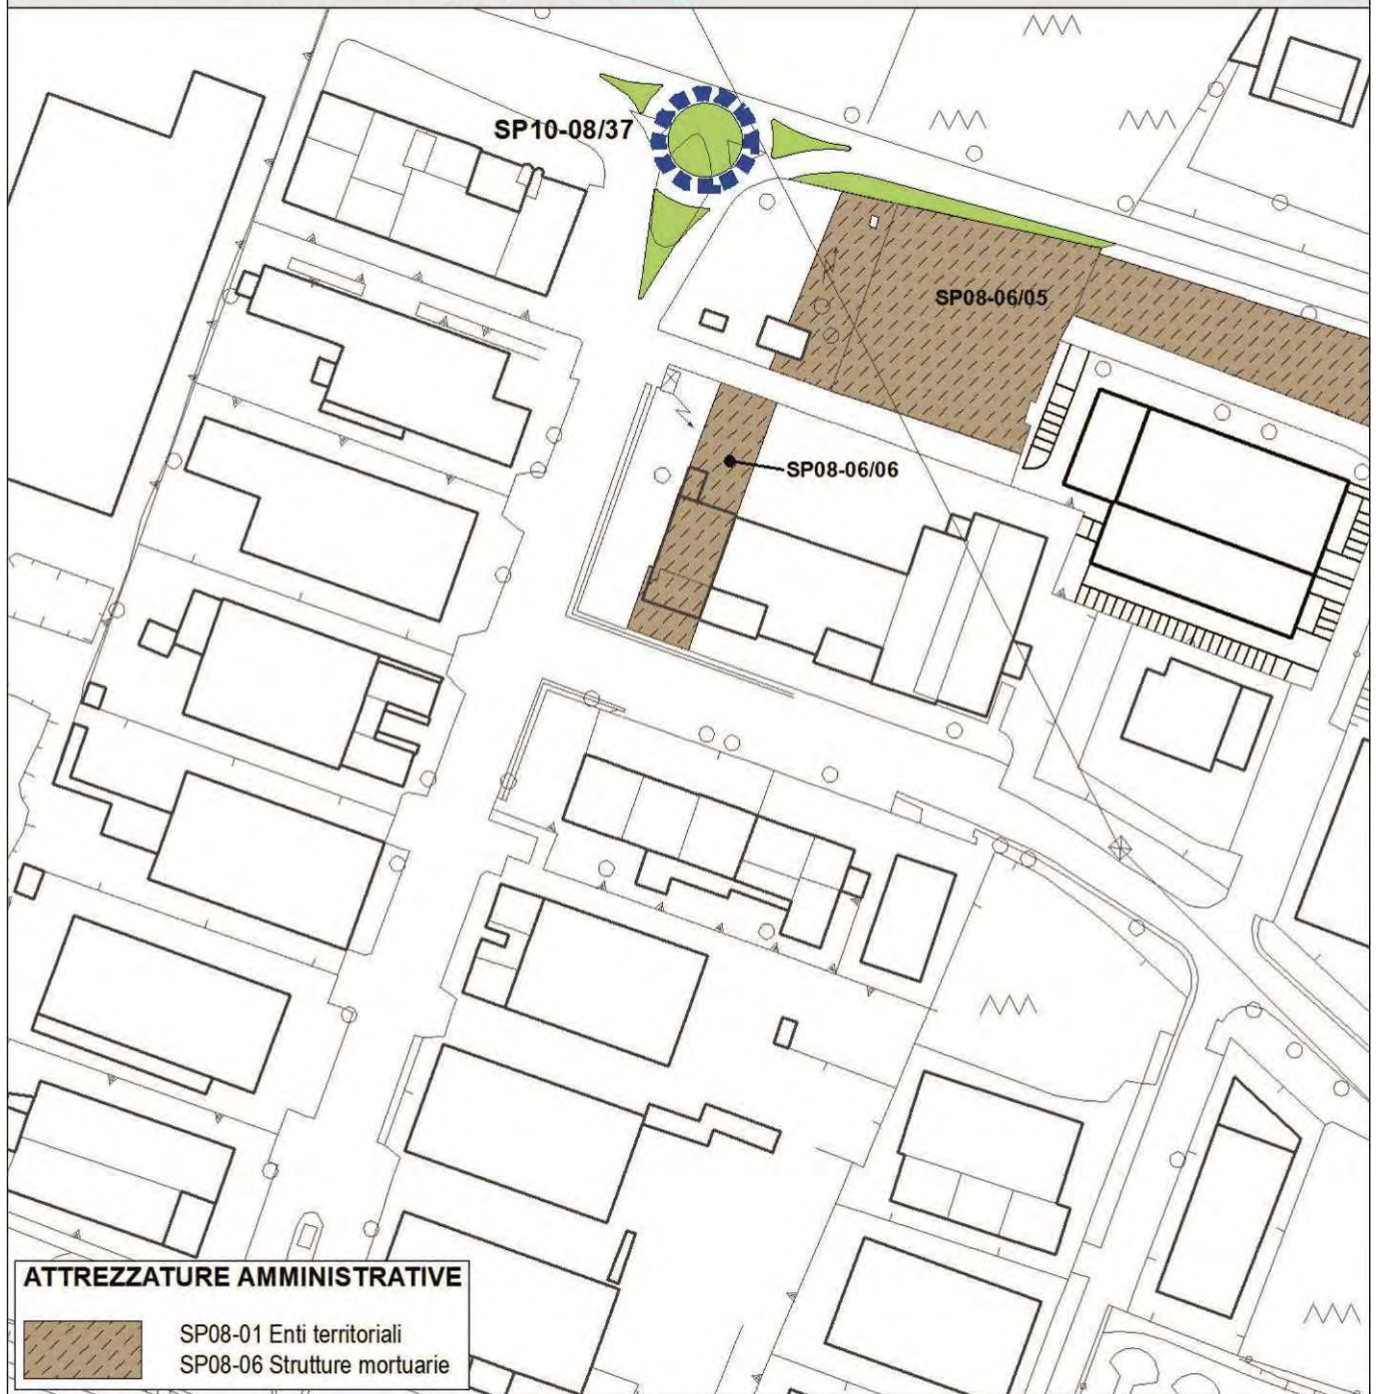 SP10-08/37
SP08-06/05
SP08-06/06
ATTREZZATURE AMMINISTRATIVE
SP08-01 Enti territoriali
SP08-06 Strutture mortuarie